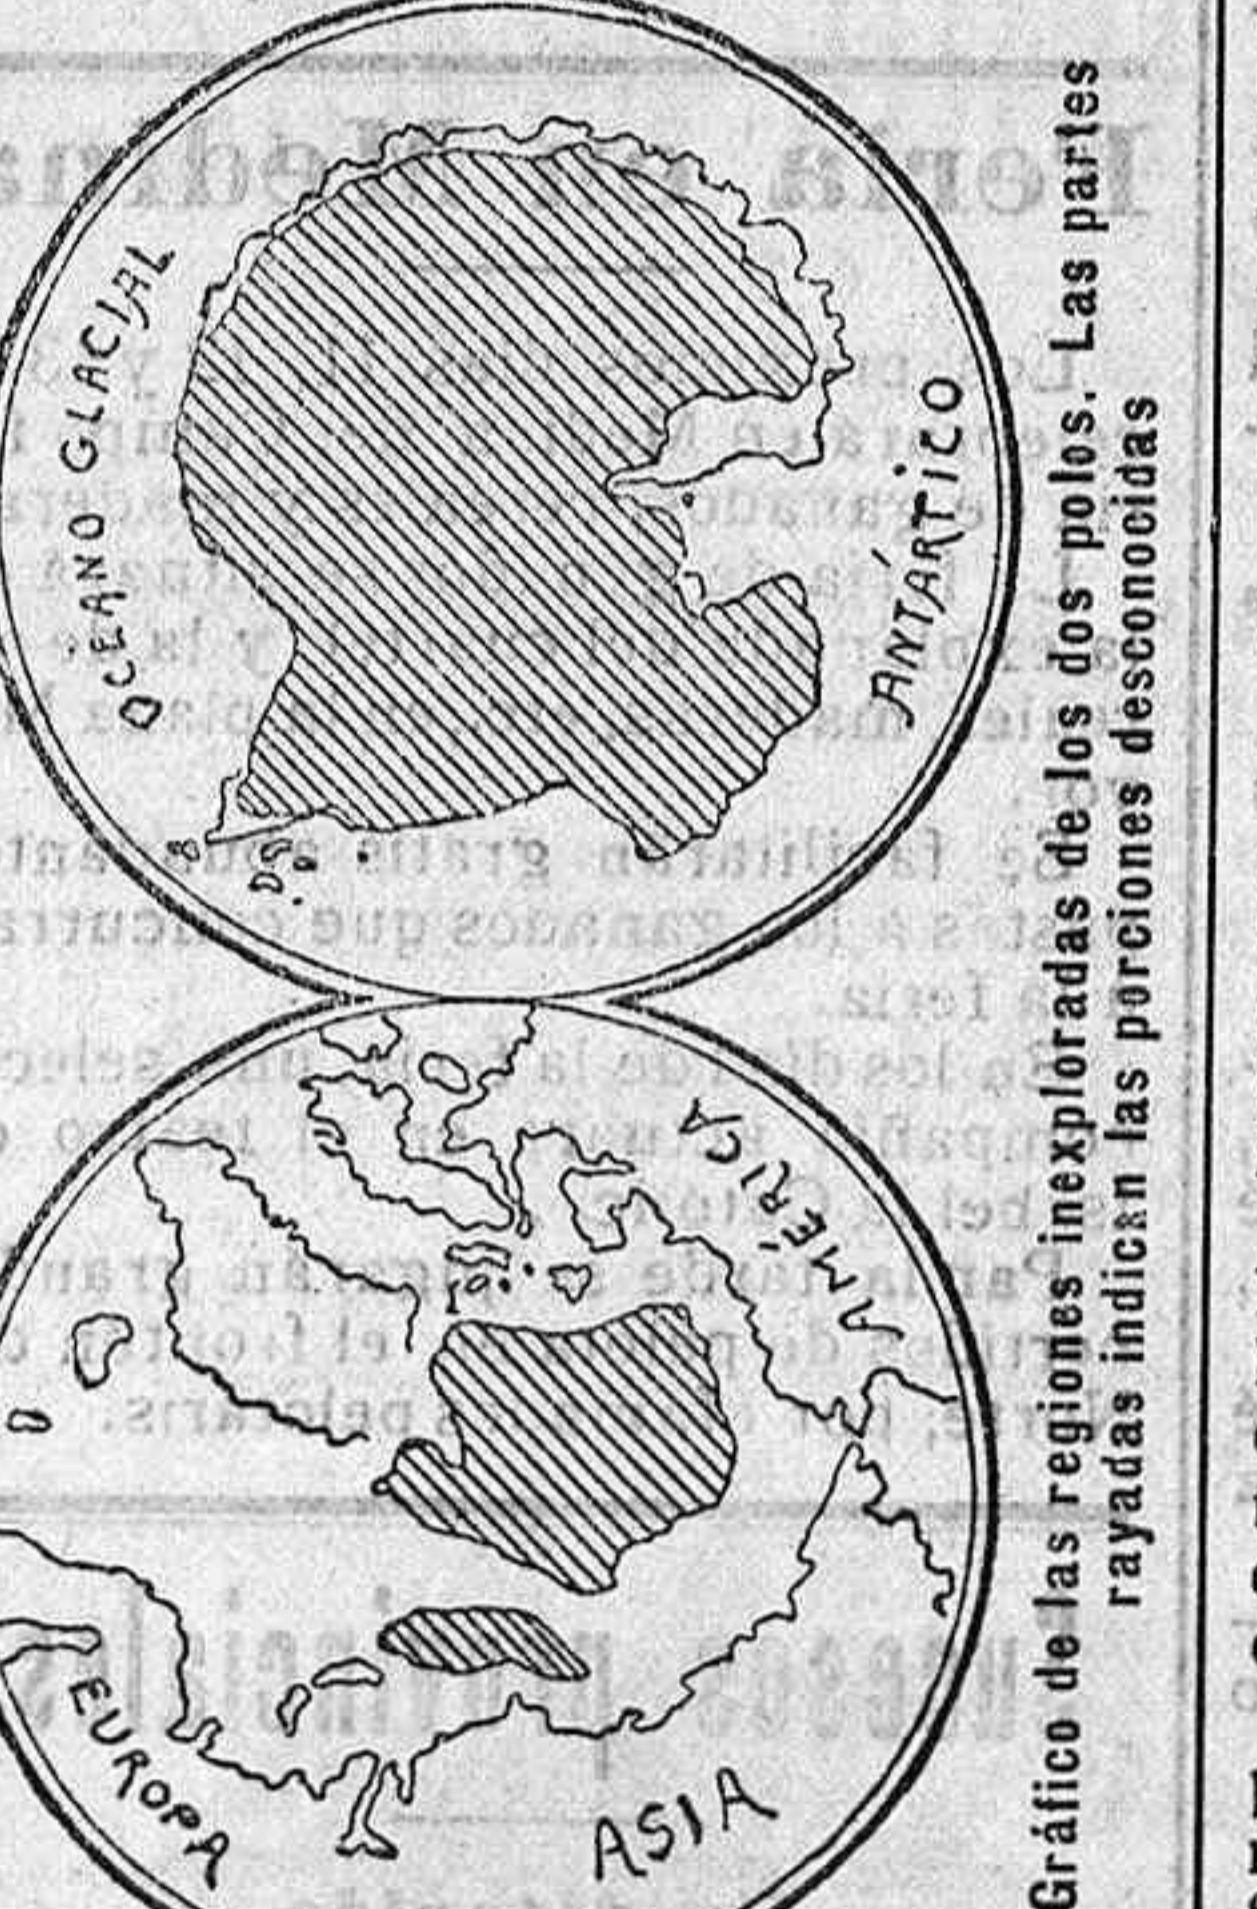 OCÉANO GLACIAL
ANTÁRTICO
AMÉRICA
EUROPA
ASIA
Gráfico de las regiones inexploradas de los dos polos. Las partes
rayadas indican las porciones desconocidas